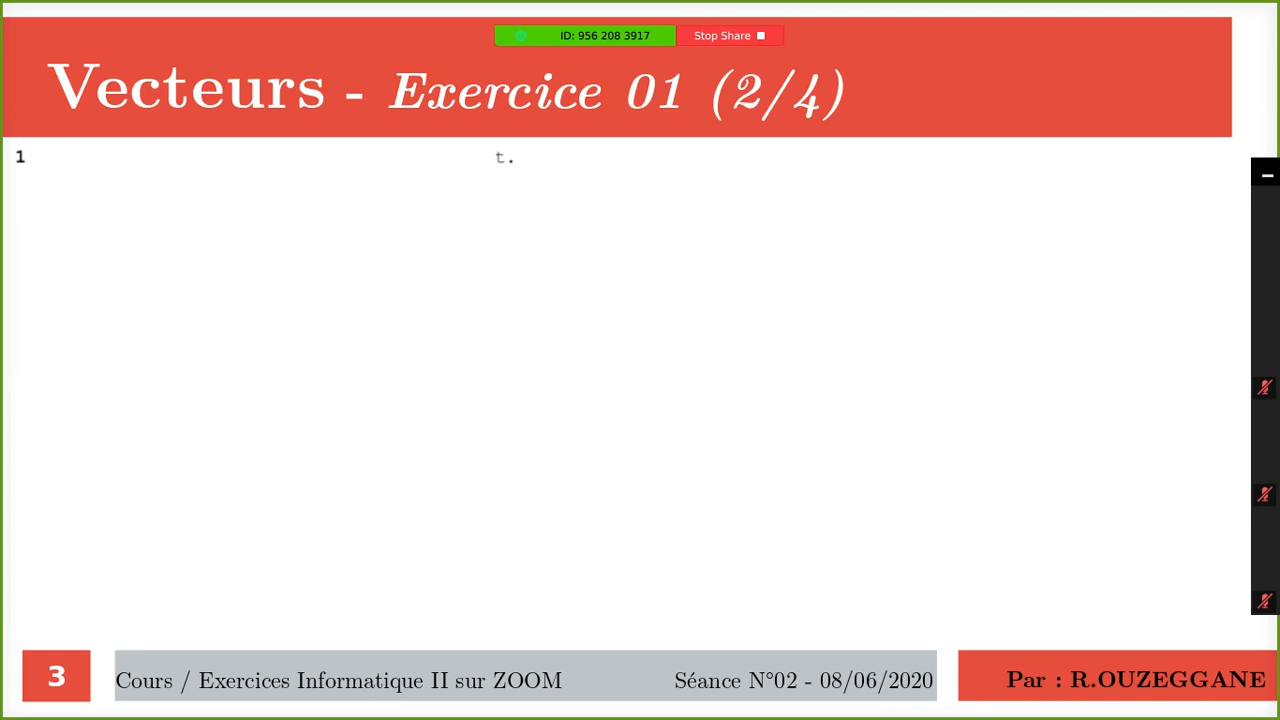 ID: 956 208 3917 Stop Share
Vecteurs - Exercice 01 (2/4)
1 t.
3 Cours / Exercices Informatique II sur ZOOM Séance N°02 - 08/06/2020 Par : R.OUZEGGANE